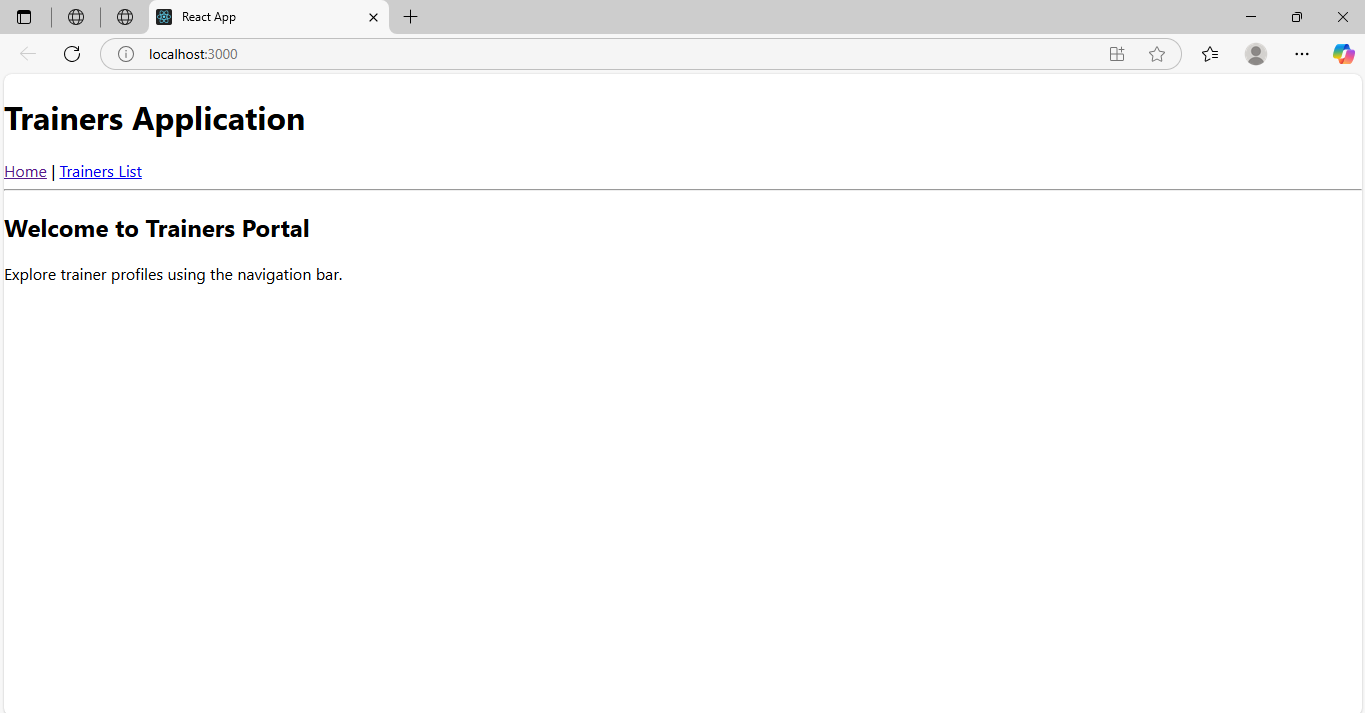 React App
localhost:3000
Trainers Application
Home | Trainers List
Welcome to Trainers Portal
Explore trainer profiles using the navigation bar.